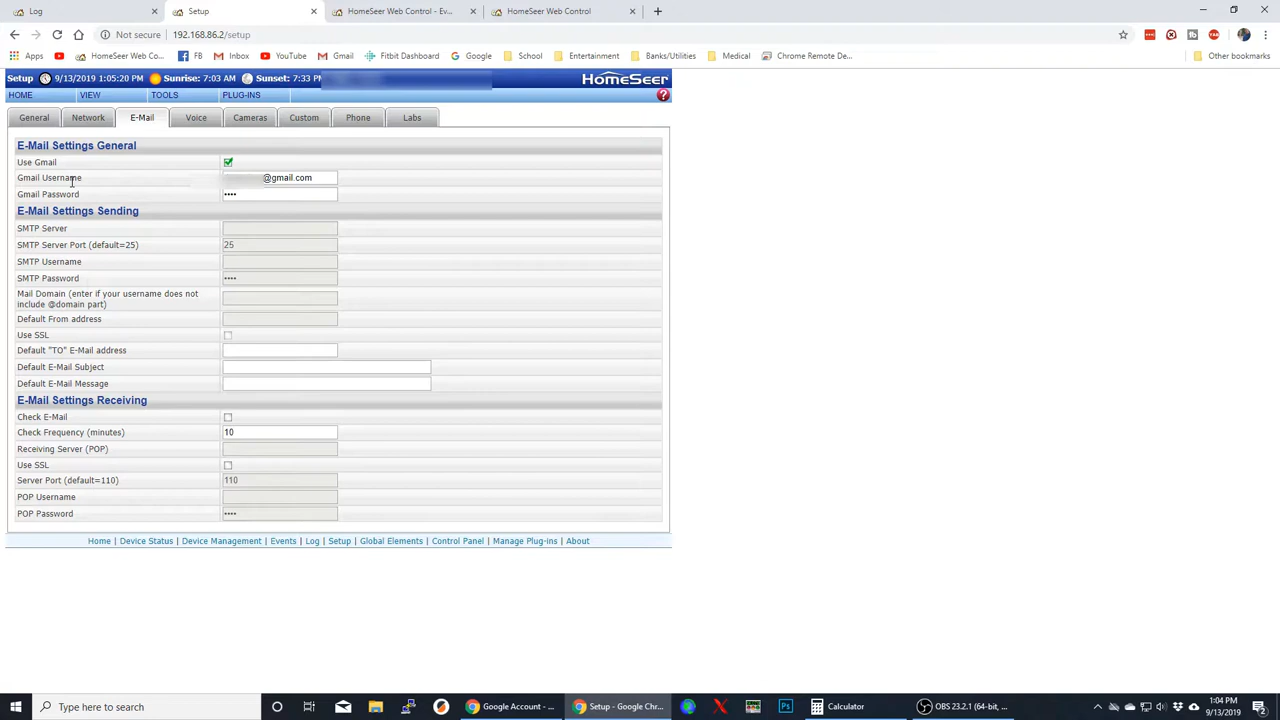 Log
Setup
HomeSeer Web Control - Ev...
HomeSeer Web Control
192.168.86.2/setup
Apps
HomeSeer Web Co...
FB
Inbox
YouTube
Gmail
Fitbit Dashboard
Google
School
Entertainment
Banks/Utilities
Medical
Chrome Remote De...
Other bookmarks
Setup 9/13/2019 1:05:20 PM Sunrise: 7:03 AM Sunset: 7:33 PM
HomeSeer
HOME VIEW TOOLS PLUG-INS
General Network E-Mail Voice Cameras Custom Phone Labs
E-Mail Settings General
Use Gmail
Gmail Username @gmail.com
Gmail Password ••••
E-Mail Settings Sending
SMTP Server
SMTP Server Port (default=25) 25
SMTP Username
SMTP Password ••••
Mail Domain (enter if your username does not
include @domain part)
Default From address
Use SSL
Default "TO" E-Mail address
Default E-Mail Subject
Default E-Mail Message
E-Mail Settings Receiving
Check E-Mail
Check Frequency (minutes) 10
Receiving Server (POP)
Use SSL
Server Port (default=110) 110
POP Username
POP Password ••••
Home | Device Status | Device Management | Events | Log | Setup | Global Elements | Control Panel | Manage Plug-ins | About
Type here to search
Google Account - ...
Setup - Google Chr...
Calculator
OBS 23.2.1 (64-bit, ...
1:04 PM
9/13/2019